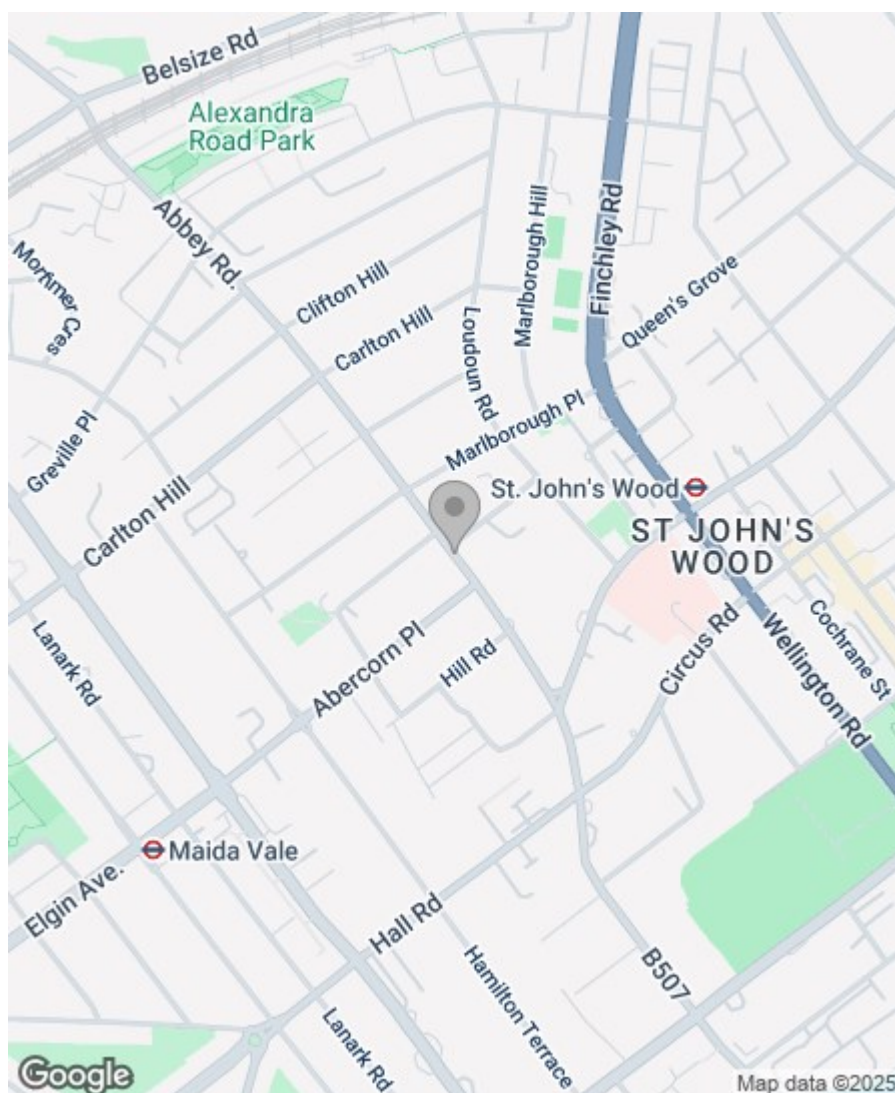 Belsize Rd
Alexandra
Road Park
Abbey Rd.
Marlborough Hill
Finchley Rd
Mortimer Cres
Clifton Hill
Queen's Grove
Carlton Hill
Loudoun Rd
Greville Pl
Marlborough Pl
St. John's Wood
Carlton Hill
ST JOHN'S
WOOD
Lanark Rd
Abercorn Pl
Hill Rd
Circus Rd
Cochrane St
Wellington Rd
Maida Vale
Elgin Ave.
Hall Rd
Hamilton Terrace
B507
Lanark Rd
Google
Map data ©2025